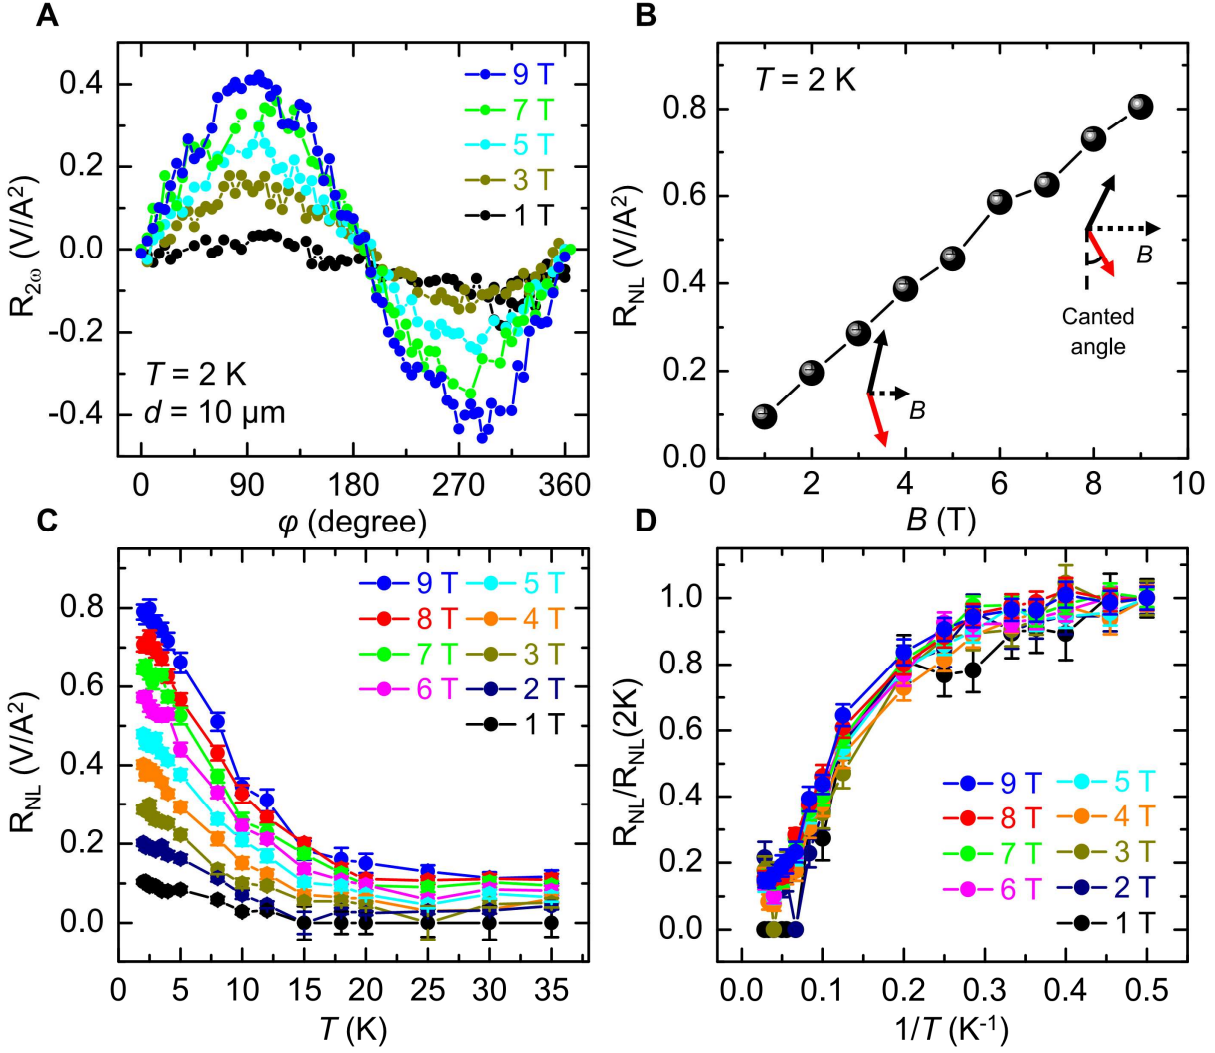 A
R2ω (V/A²)
0.4
0.2
0.0
-0.2
-0.4
9 T
7 T
5 T
3 T
1 T
T = 2 K
d = 10 μm
0
90
180
270
360
φ (degree)
B
RNL (V/A²)
0.8
0.6
0.4
0.2
0.0
T = 2 K
B
Canted
angle
B
0
2
4
6
8
10
B (T)
C
RNL (V/A²)
0.8
0.6
0.4
0.2
0.0
9 T
5 T
8 T
4 T
7 T
3 T
6 T
2 T
1 T
0
5
10
15
20
25
30
35
T (K)
D
RNL/RNL(2K)
1.0
0.8
0.6
0.4
0.2
0.0
9 T
5 T
8 T
4 T
7 T
3 T
6 T
2 T
1 T
0.0
0.1
0.2
0.3
0.4
0.5
1/T (K⁻¹)